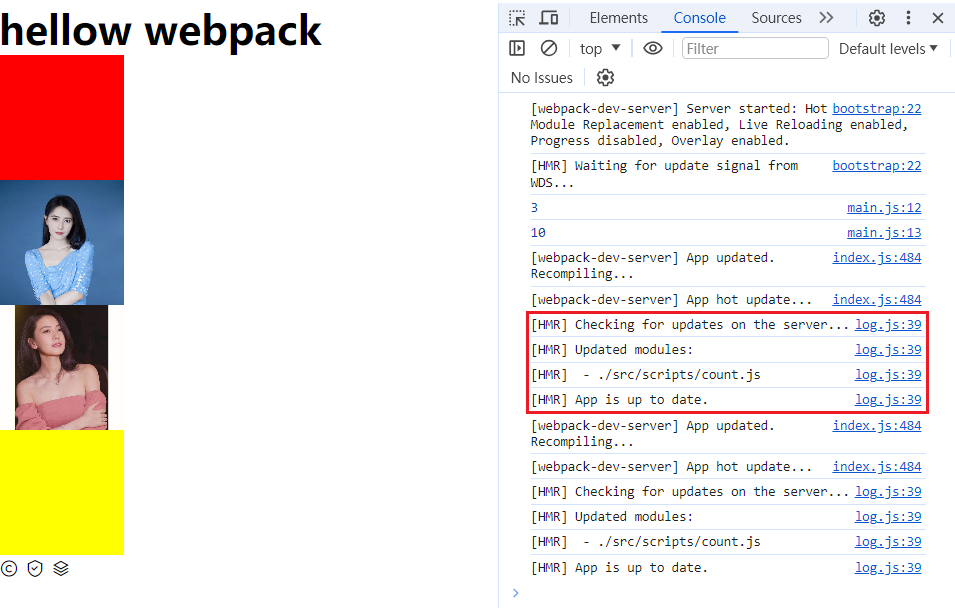 hellow webpack
Elements Console Sources
top Filter Default levels
No Issues
[webpack-dev-server] Server started: Hot bootstrap:22
Module Replacement enabled, Live Reloading enabled,
Progress disabled, Overlay enabled.
[HMR] Waiting for update signal from bootstrap:22
WDS...
3 main.js:12
10 main.js:13
[webpack-dev-server] App updated. index.js:484
Recompiling...
[webpack-dev-server] App hot update... index.js:484
[HMR] Checking for updates on the server... log.js:39
[HMR] Updated modules: log.js:39
[HMR]  - ./src/scripts/count.js log.js:39
[HMR] App is up to date. log.js:39
[webpack-dev-server] App updated. index.js:484
Recompiling...
[webpack-dev-server] App hot update... index.js:484
[HMR] Checking for updates on the server... log.js:39
[HMR] Updated modules: log.js:39
[HMR]  - ./src/scripts/count.js log.js:39
[HMR] App is up to date. log.js:39